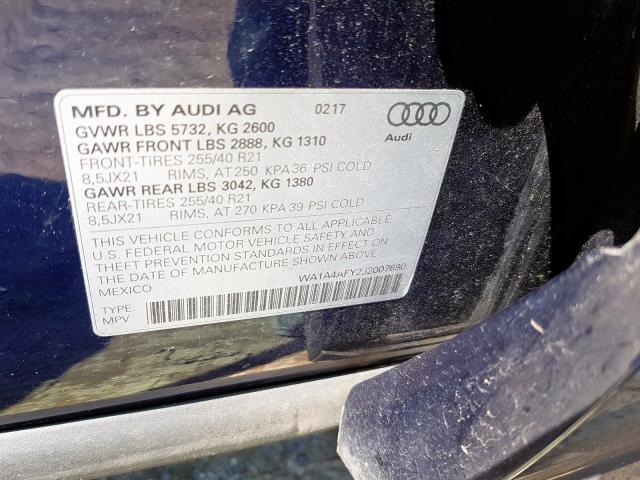 MFD. BY AUDI AG 0217
GVWR LBS 5732, KG 2600
GAWR FRONT LBS 2888, KG 1310
FRONT-TIRES 255/40 R21
8,5JX21 RIMS, AT 250 KPA 36 PSI COLD
GAWR REAR LBS 3042, KG 1380
REAR-TIRES 255/40 R21
8,5JX21 RIMS, AT 270 KPA 39 PSI COLD
Audi
THIS VEHICLE CONFORMS TO ALL APPLICABLE
U.S. FEDERAL MOTOR VEHICLE SAFETY AND
THEFT PREVENTION STANDARDS IN EFFECT ON
THE DATE OF MANUFACTURE SHOWN ABOVE.
MEXICO WA1A4AFY2J2007690
TYPE:
MPV